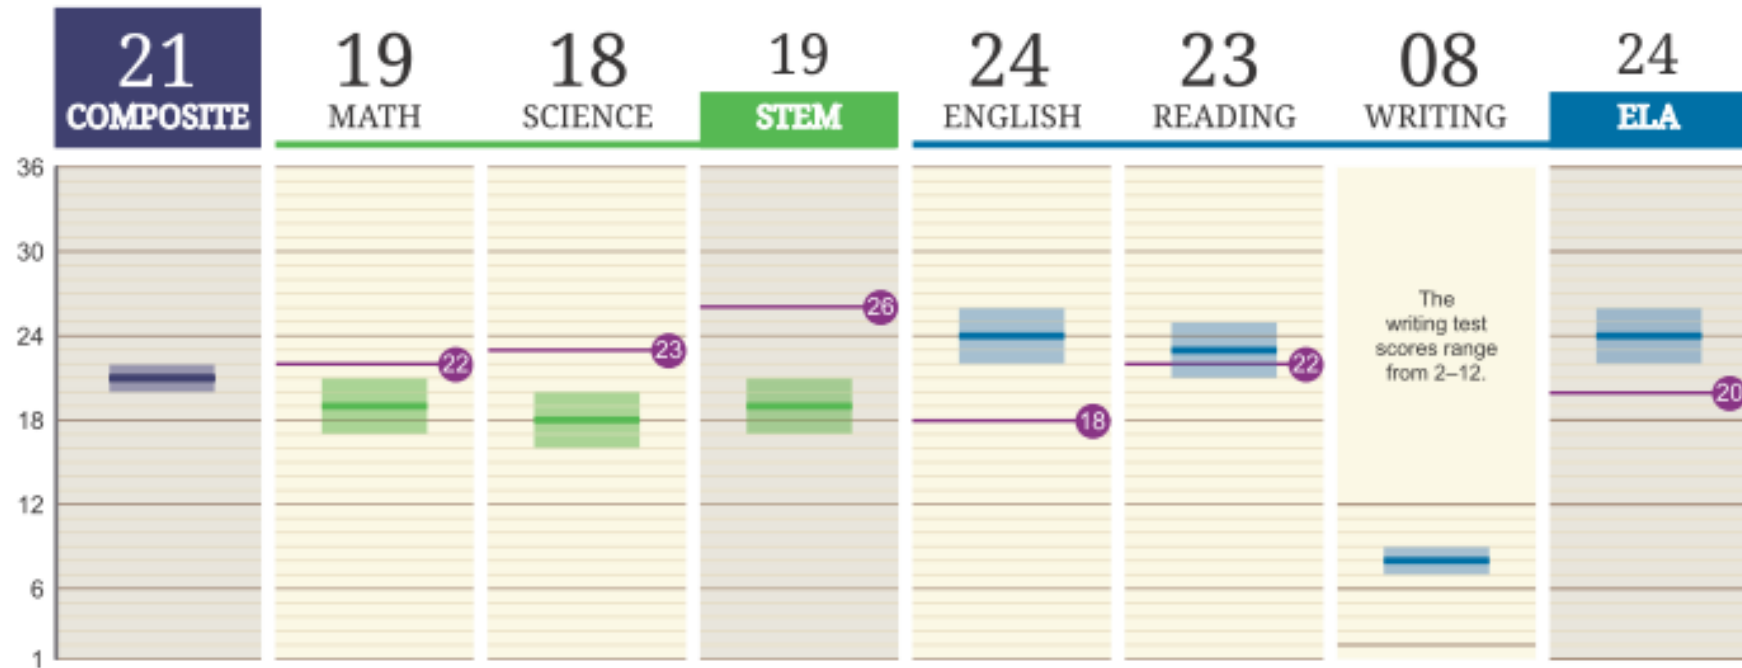 21 19 18 19 24 23 08 24
COMPOSITE MATH SCIENCE STEM ENGLISH READING WRITING ELA
36
30
The
26
writing test
24
scores range
23
22
22
from 2–12.
20
18
18
12
6
1